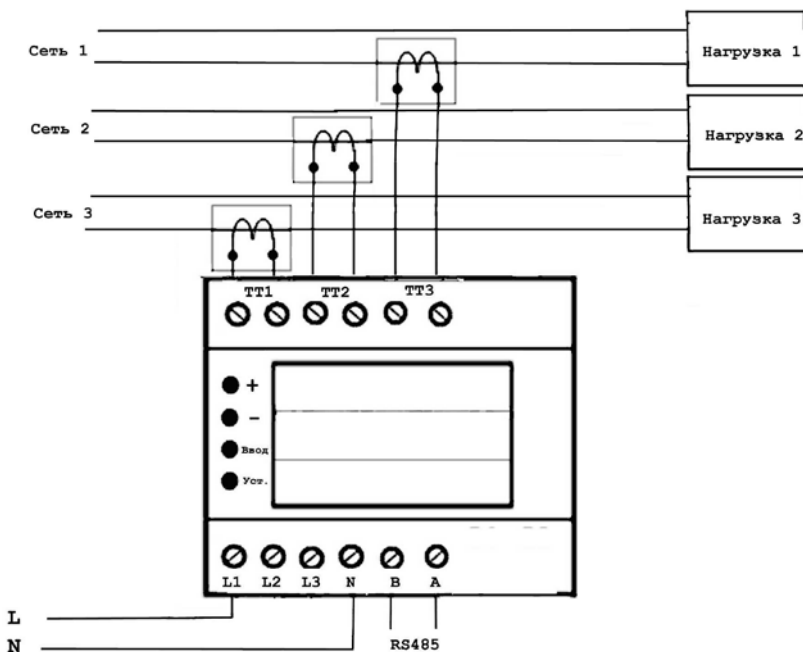 Сеть 1
Нагрузка 1
Сеть 2
Нагрузка 2
Сеть 3
Нагрузка 3
ТТ1 ТТ2 ТТ3
+
-
Ввод
Уст.
L1 L2 L3 N B A
L
N
RS485